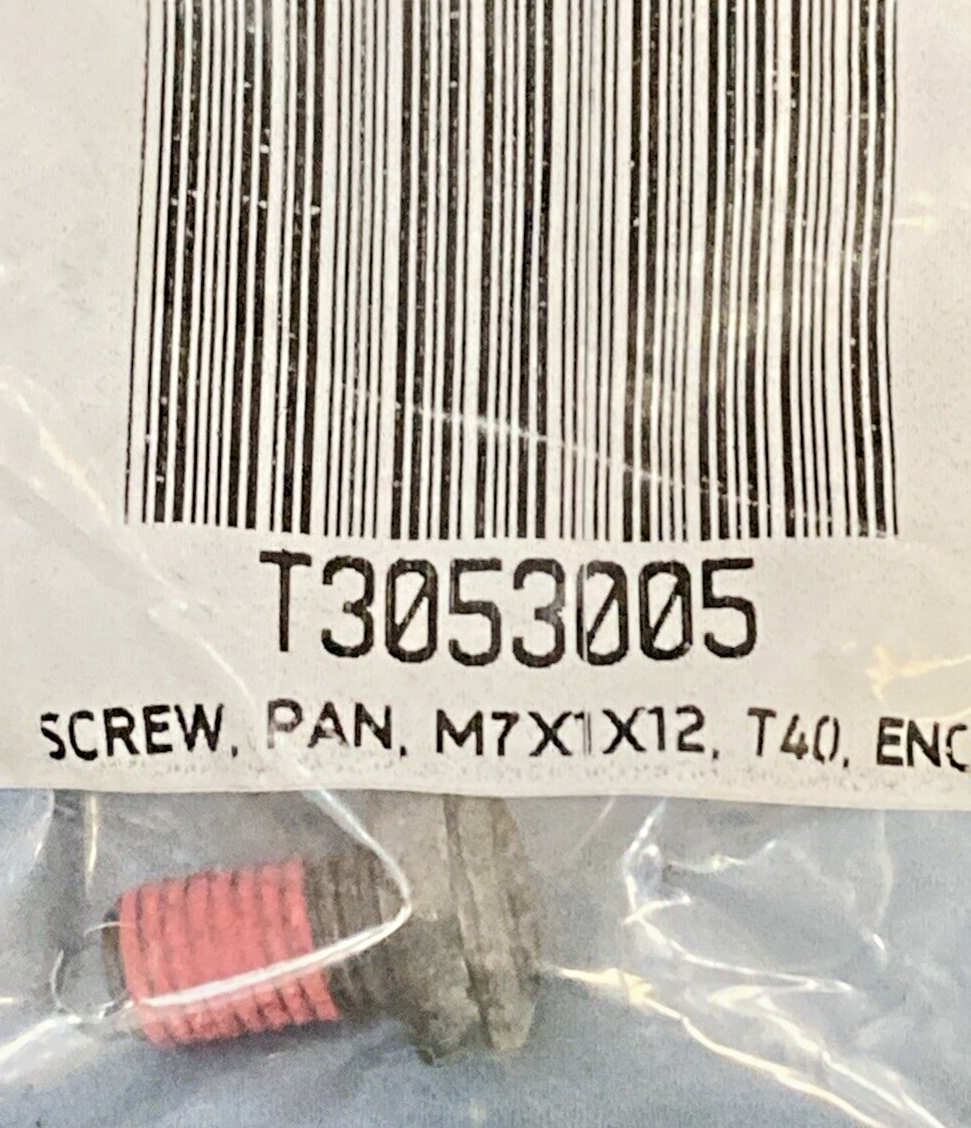 T3053005
SCREW, PAN, M7X1X12, T40, ENC